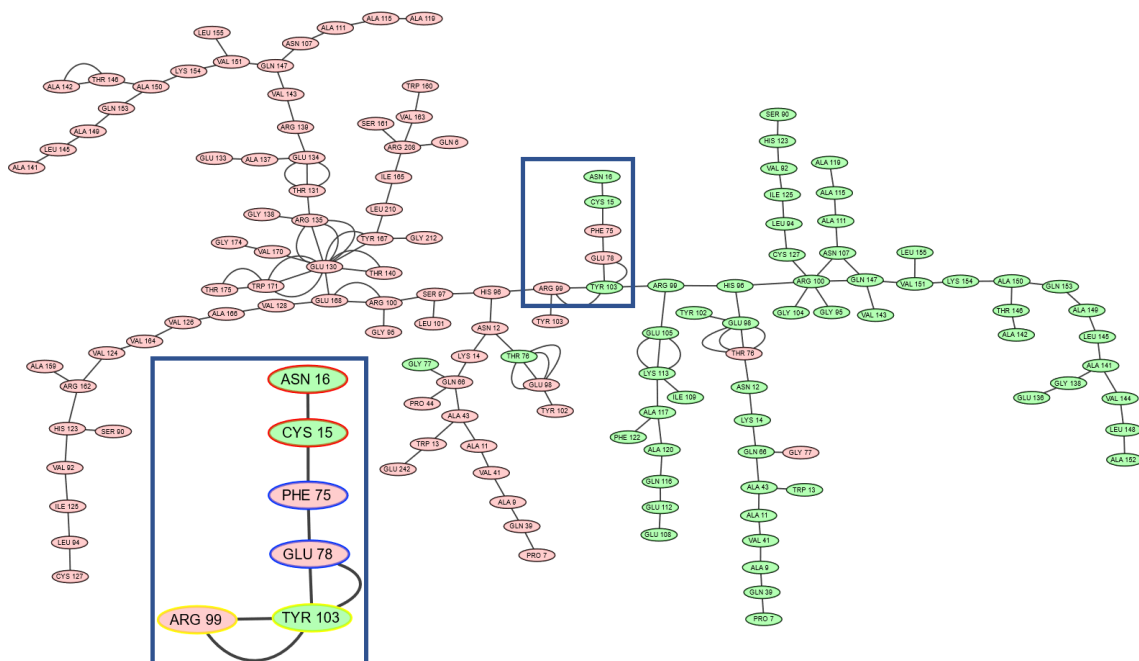 ALA 115
ALA 119
ALA 111
LEU 155
ASN 107
VAL 151
GLN 147
LYS 154
THR 146
ALA 142
ALA 150
VAL 143
TRP 160
GLN 153
VAL 163
SER 90
SER 161
ARG 139
ALA 149
HIS 123
GLN 6
ARG 208
LEU 145
GLU 133
ALA 137
GLU 134
ALA 119
VAL 92
ALA 141
ASN 16
ILE 165
THR 131
ALA 115
ILE 125
CYS 15
LEU 210
GLY 138
ARG 135
ALA 111
LEU 94
PHE 75
TYR 167
GLY 212
GLY 174
VAL 170
CYS 127
ASN 107
LEU 155
GLU 78
GLU 130
THR 140
GLN 147
VAL 151
LYS 154
ALA 150
ARG 100
GLN 153
THR 175
TRP 171
ARG 99
TYR 103
ARG 99
HIS 96
SER 97
HIS 96
GLU 168
ARG 100
VAL 128
ALA 166
GLY 104
GLY 95
VAL 143
THR 146
ALA 149
TYR 102
GLU 98
VAL 126
TYR 103
LEU 101
ASN 12
GLU 105
GLY 95
ALA 142
LEU 145
VAL 164
VAL 124
LYS 14
THR 76
THR 76
GLY 77
ALA 159
ARG 162
GLN 66
GLU 98
LYS 113
ALA 141
GLY 138
ILE 109
ASN 12
GLU 136
VAL 144
PRO 44
TYR 102
ALA 43
ALA 117
LYS 14
HIS 123
SER 90
PHE 122
LEU 148
TRP 13
ALA 11
ALA 120
GLN 66
GLY 77
ALA 152
GLU 242
VAL 92
VAL 41
GLN 116
ALA 43
TRP 13
ILE 125
ALA 9
GLU 112
ALA 11
LEU 94
GLN 39
GLU 108
VAL 41
CYS 127
PRO 7
ALA 9
GLN 39
PRO 7
ASN 16
CYS 15
PHE 75
GLU 78
ARG 99
TYR 103